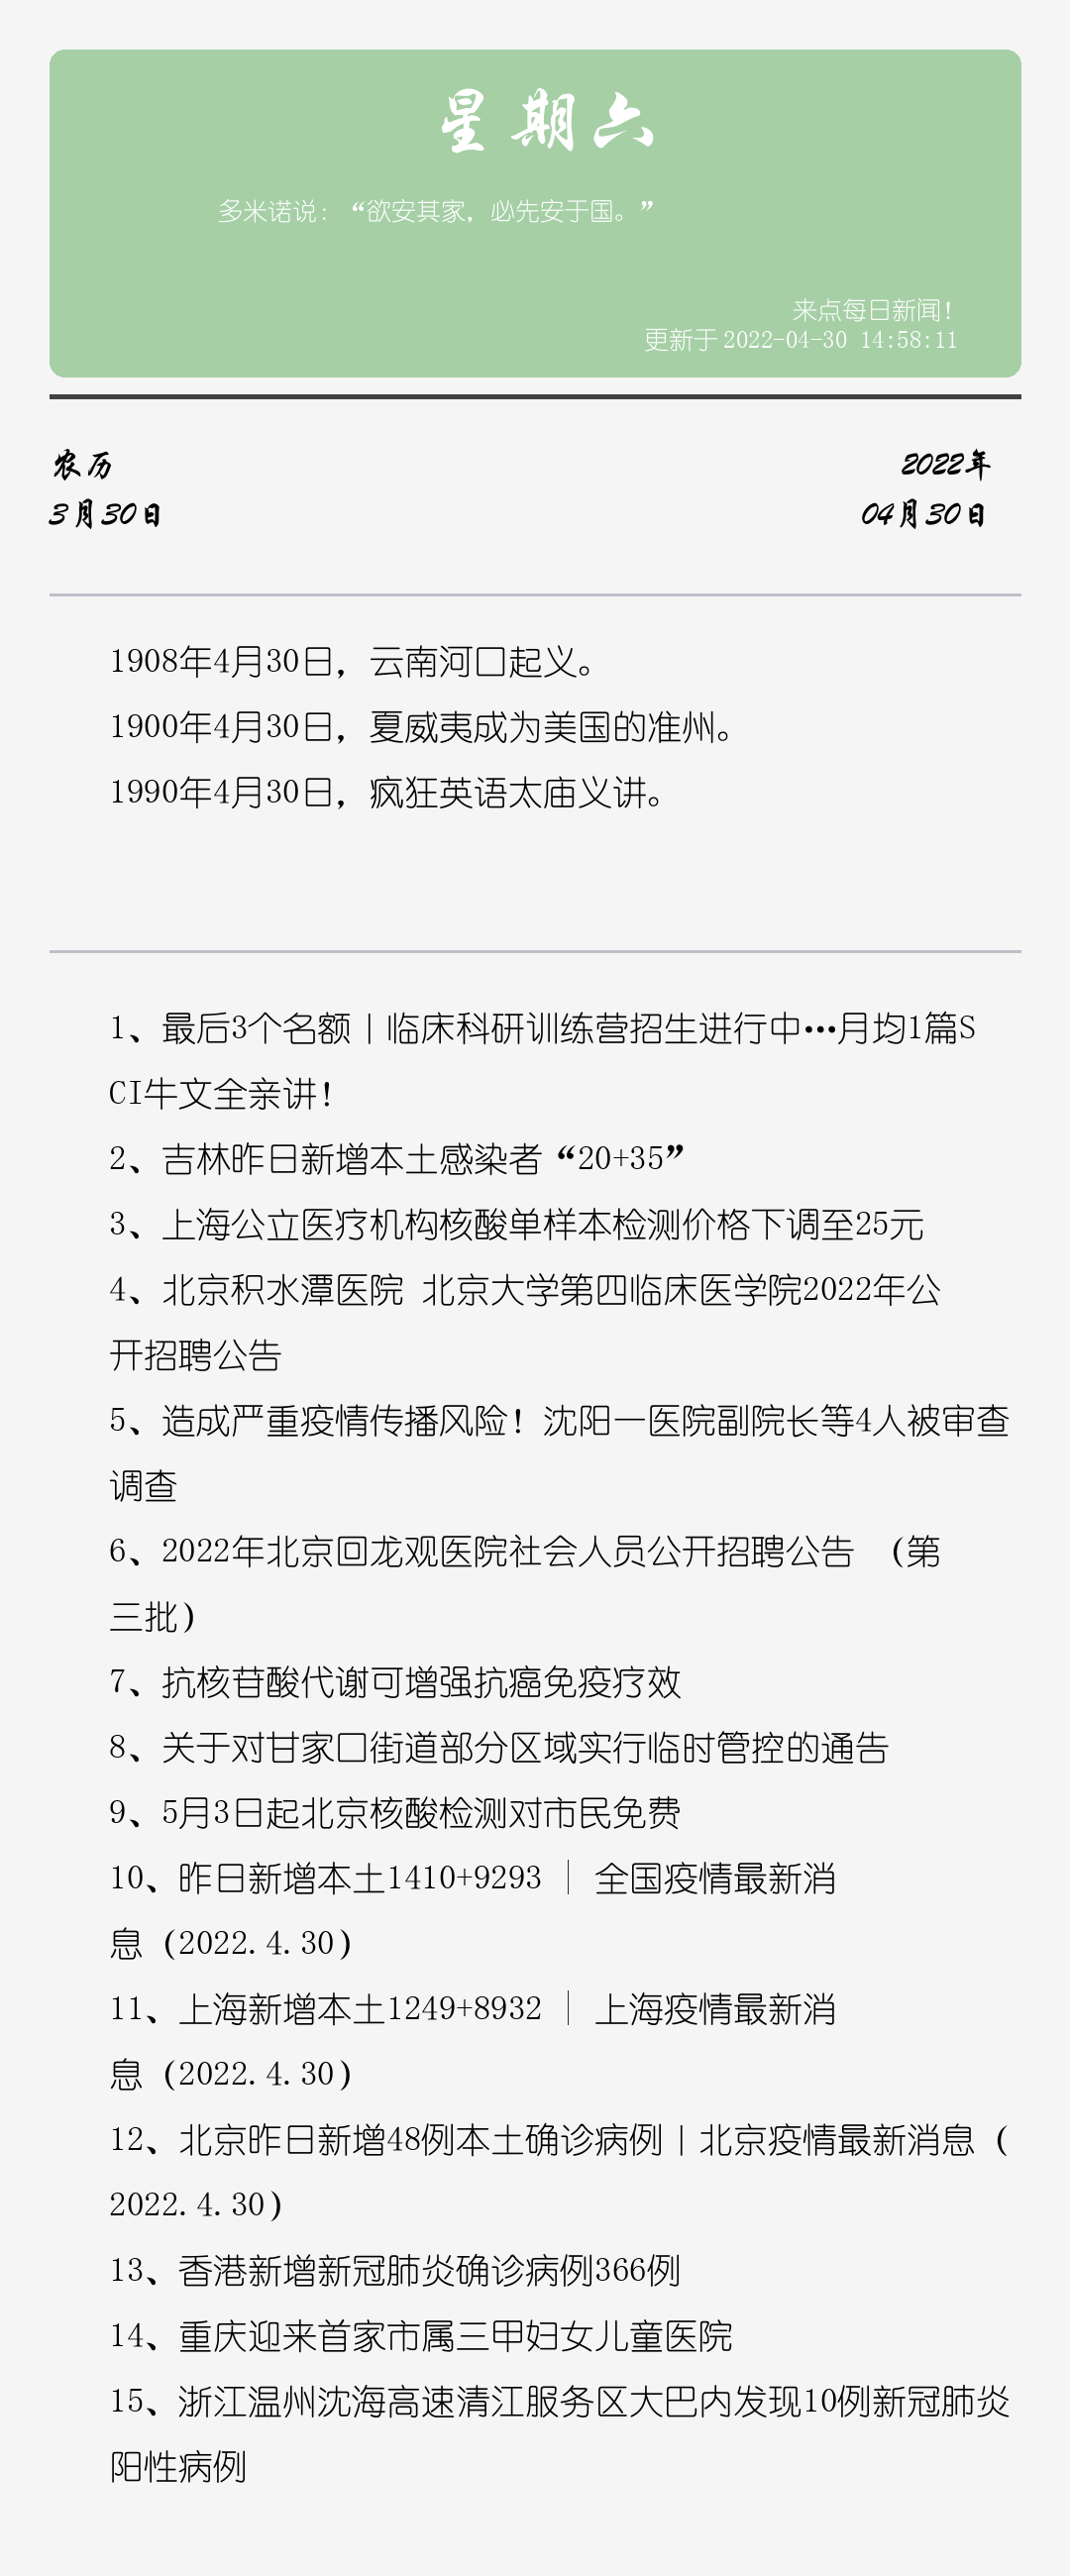 星期六
多米诺说：“欲安其家，必先安于国。”
来点每日新闻！
更新于2022-04-30 14:58:11
农历
2022年
3月30日
04月30日
1908年4月30日，云南河口起义。
1900年4月30日，夏威夷成为美国的准州。
1990年4月30日，疯狂英语太庙义讲。
1、最后3个名额丨临床科研训练营招生进行中…月均1篇S
CI牛文全亲讲！
2、吉林昨日新增本土感染者“20+35”
3、上海公立医疗机构核酸单样本检测价格下调至25元
4、北京积水潭医院 北京大学第四临床医学院2022年公
开招聘公告
5、造成严重疫情传播风险！沈阳一医院副院长等4人被审查
调查
6、2022年北京回龙观医院社会人员公开招聘公告 （第
三批）
7、抗核苷酸代谢可增强抗癌免疫疗效
8、关于对甘家口街道部分区域实行临时管控的通告
9、5月3日起北京核酸检测对市民免费
10、昨日新增本土1410+9293 │ 全国疫情最新消
息（2022.4.30）
11、上海新增本土1249+8932 │ 上海疫情最新消
息（2022.4.30）
12、北京昨日新增48例本土确诊病例丨北京疫情最新消息（
2022.4.30）
13、香港新增新冠肺炎确诊病例366例
14、重庆迎来首家市属三甲妇女儿童医院
15、浙江温州沈海高速清江服务区大巴内发现10例新冠肺炎
阳性病例